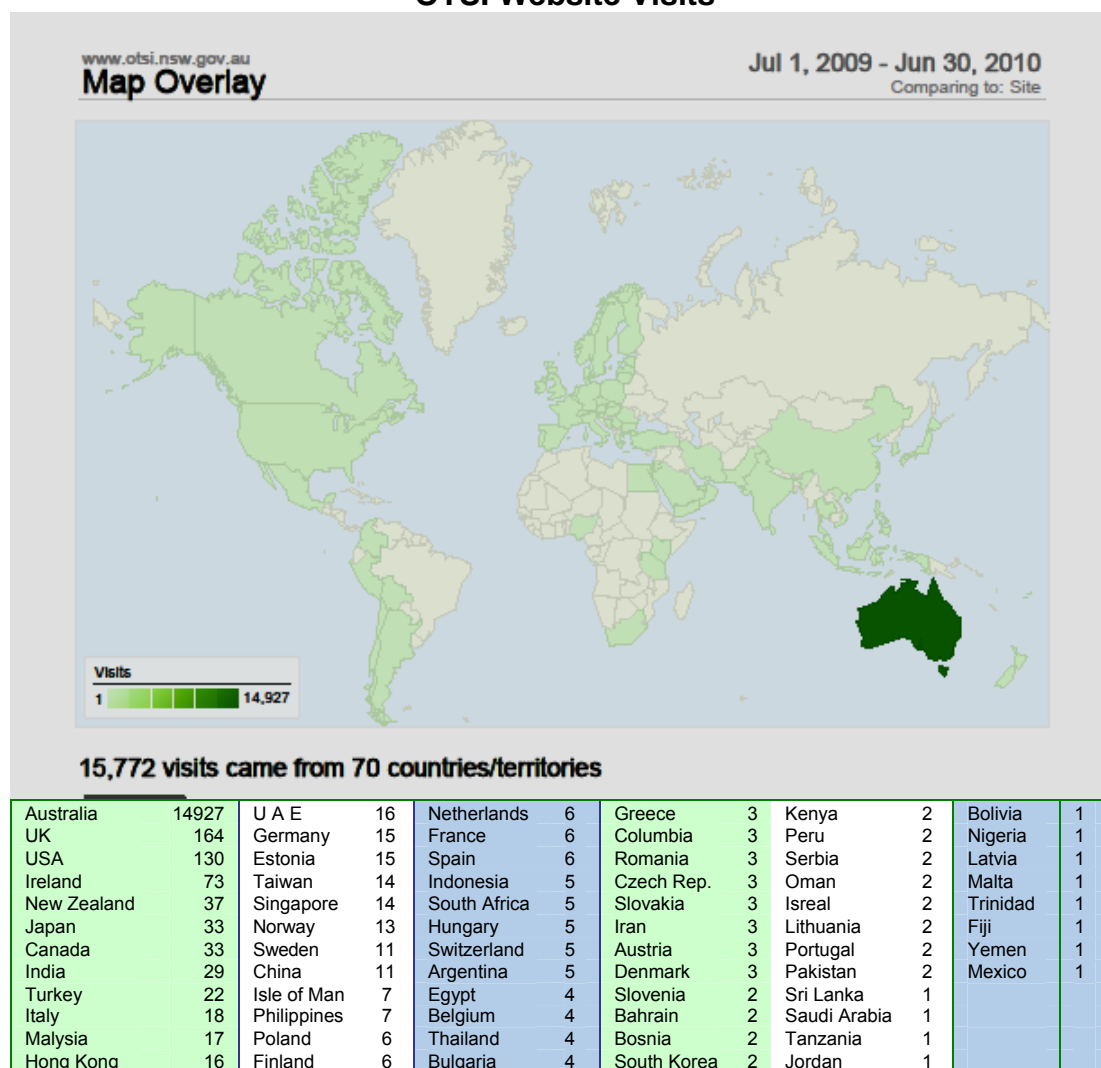 OTSI Website Visits
www.otsi.nsw.gov.au
Map Overlay
Jul 1, 2009 - Jun 30, 2010
Comparing to: Site
Visits
1 14,927
15,772 visits came from 70 countries/territories
Australia 14927 U A E 16 Netherlands 6 Greece 3 Kenya 2 Bolivia 1
UK 164 Germany 15 France 6 Columbia 3 Peru 2 Nigeria 1
USA 130 Estonia 15 Spain 6 Romania 3 Serbia 2 Latvia 1
Ireland 73 Taiwan 14 Indonesia 5 Czech Rep. 3 Oman 2 Malta 1
New Zealand 37 Singapore 14 South Africa 5 Slovakia 3 Isreal 2 Trinidad 1
Japan 33 Norway 13 Hungary 5 Iran 3 Lithuania 2 Fiji 1
Canada 33 Sweden 11 Switzerland 5 Austria 3 Portugal 2 Yemen 1
India 29 China 11 Argentina 5 Denmark 3 Pakistan 2 Mexico 1
Turkey 22 Isle of Man 7 Egypt 4 Slovenia 2 Sri Lanka 1
Italy 18 Philippines 7 Belgium 4 Bahrain 2 Saudi Arabia 1
Malysia 17 Poland 6 Thailand 4 Bosnia 2 Tanzania 1
Hong Kong 16 Finland 6 Bulgaria 4 South Korea 2 Jordan 1